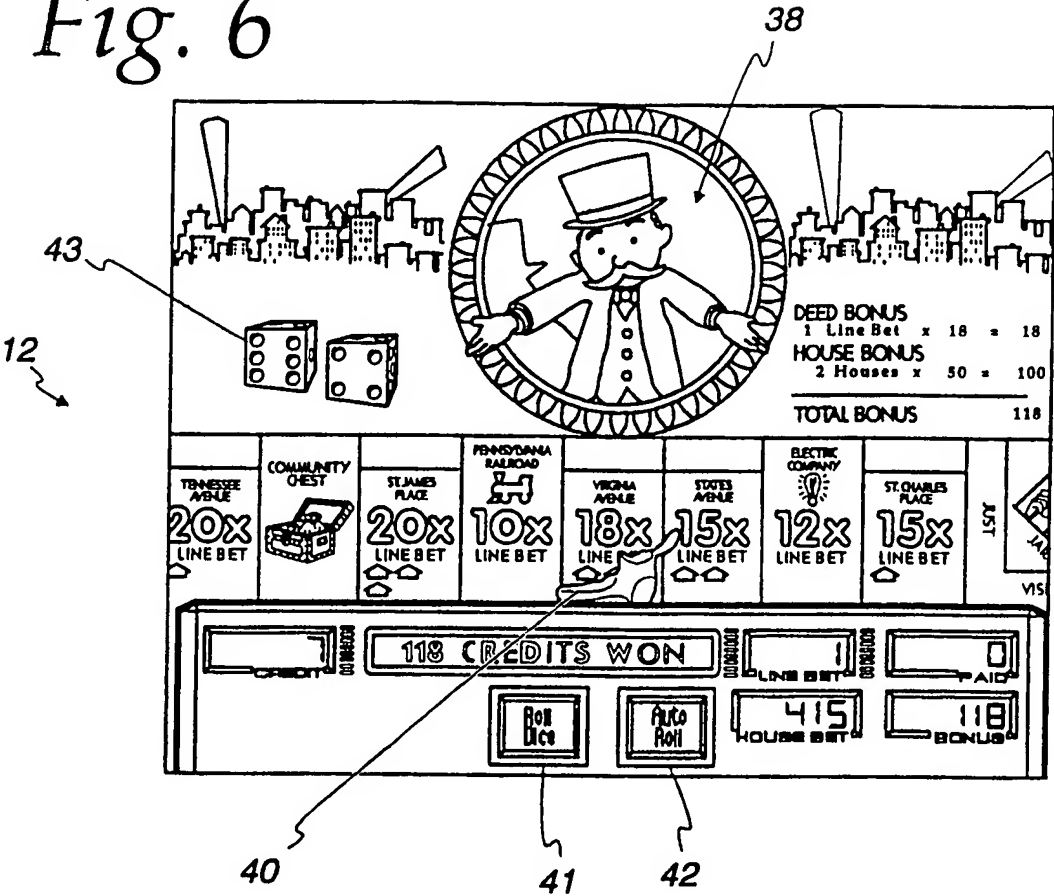 Fig. 6
38
43
12
DEED BONUS
1 Line Bet x 18 = 18
HOUSE BONUS
2 Houses x 50 = 100
TOTAL BONUS 118
TENNESSEE AVENUE
20x
LINE BET
COMMUNITY CHEST
ST. JAMES PLACE
20x
LINE BET
PENNSYLVANIA RAILROAD
10x
LINE BET
VIRGINIA AVENUE
18x
LINE
STATES AVENUE
15x
LINE BET
ELECTRIC COMPANY
12x
LINE BET
ST. CHARLES PLACE
15x
LINE BET
JUST
VISI
CREDIT
118 CREDITS WON
1
LINE BET
0
PAID
Roll Dice
Auto Roll
415
HOUSE BET
118
BONUS
40
41
42